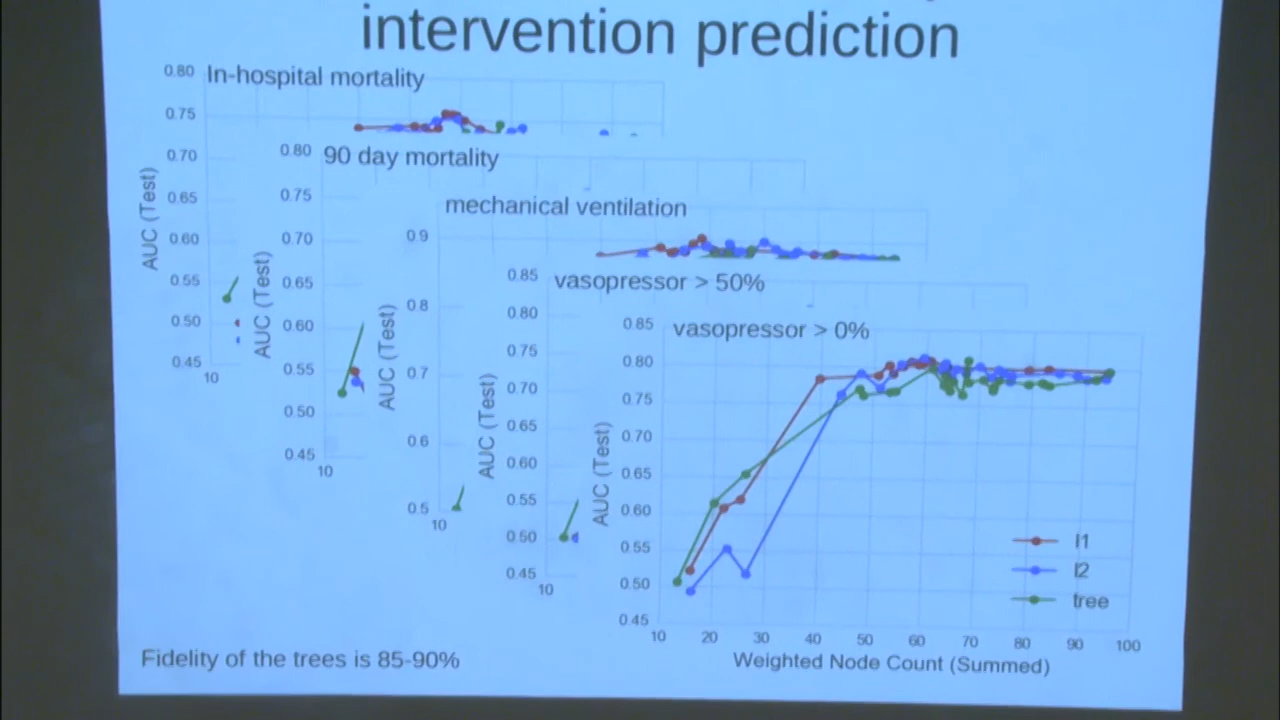 intervention prediction
In-hospital mortality
0.80
0.75
0.70
0.65
0.60
0.55
0.50
0.45
AUC (Test)
10
90 day mortality
0.80
0.75
0.70
0.65
0.60
0.55
0.50
0.45
AUC (Test)
10
mechanical ventilation
0.9
0.8
0.7
0.6
0.5
AUC (Test)
10
vasopressor > 50%
0.85
0.80
0.75
0.70
0.65
0.60
0.55
0.50
0.45
AUC (Test)
10
vasopressor > 0%
0.85
0.80
0.75
0.70
0.65
0.60
0.55
0.50
0.45
AUC (Test)
l1
l2
tree
10 20 30 40 50 60 70 80 90 100
Weighted Node Count (Summed)
Fidelity of the trees is 85-90%